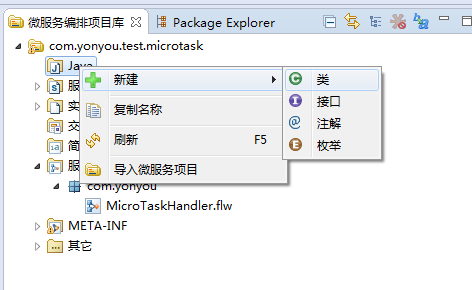 微服务编排项目库 Package Explorer
com.yonyou.test.microtask
Java
服
新建
类
实
复制名称
接口
交
注解
简
刷新 F5
枚举
服
导入微服务项目
com.yonyou
MicroTaskHandler.flw
META-INF
其它